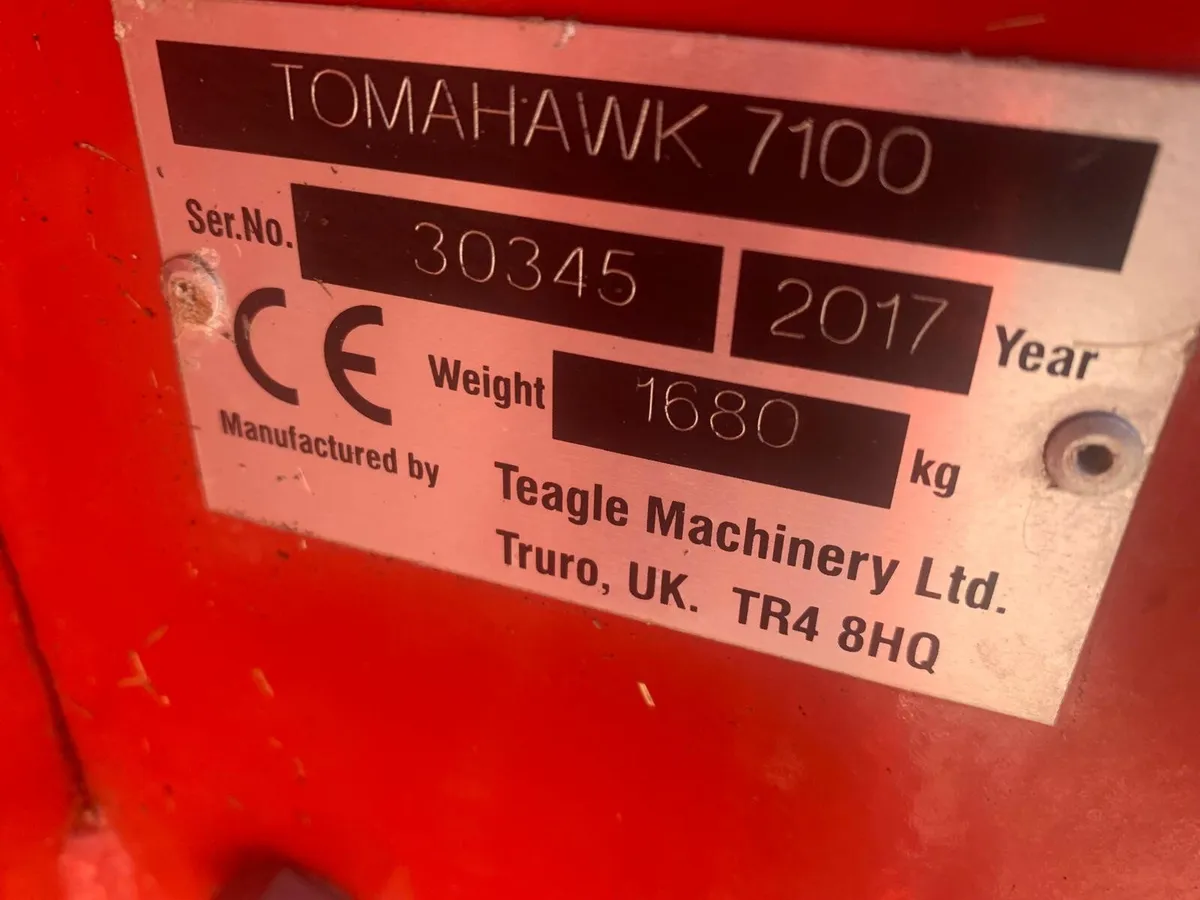 TOMAHAWK 7100
Ser.No. 30345 2017 Year
CE Weight 1680 kg
Manufactured by Teagle Machinery Ltd.
Truro, UK. TR4 8HQ